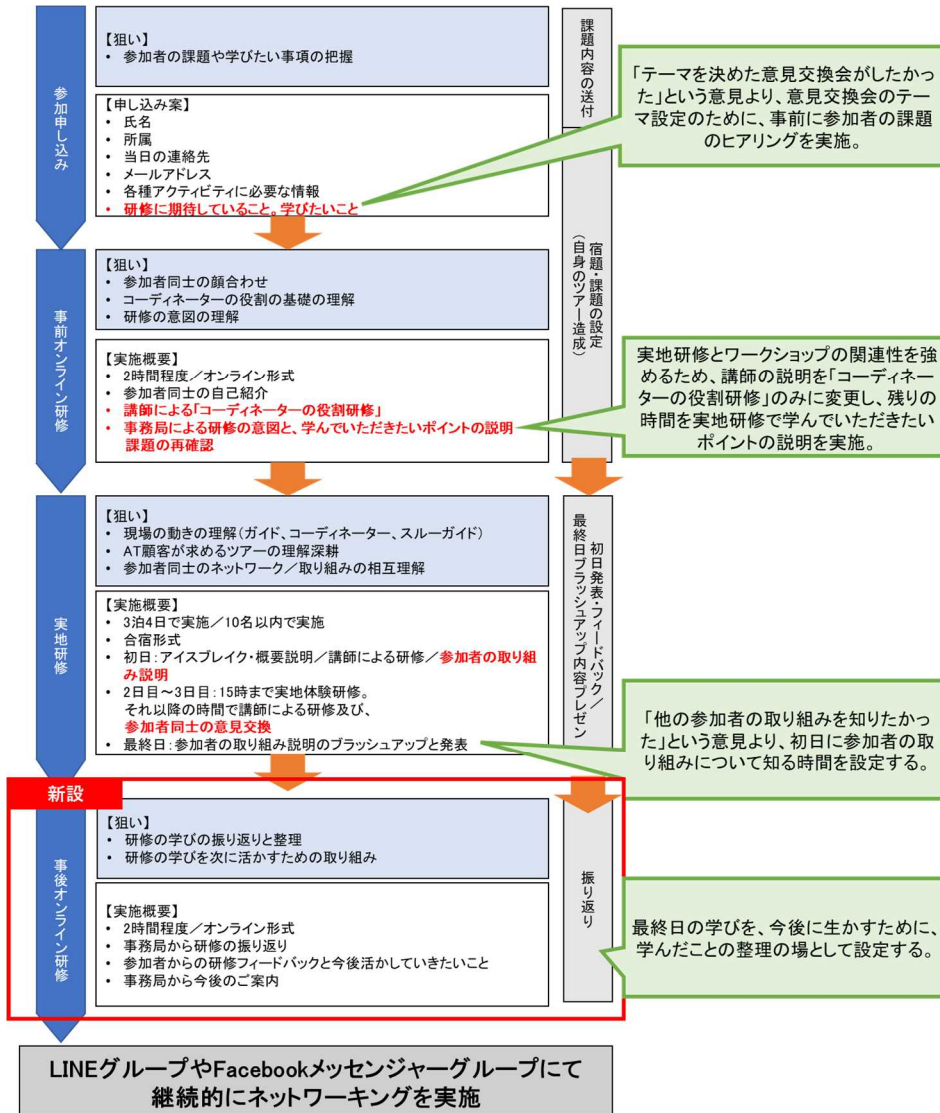 参加申し込み
【狙い】
• 参加者の課題や学びたい事項の把握
【申し込み案】
• 氏名
• 所属
• 当日の連絡先
• メールアドレス
• 各種アクティビティに必要な情報
• 研修に期待していること。学びたいこと
課題内容の送付
「テーマを決めた意見交換会がしたか
った」という意見より、意見交換会のテー
マ設定のために、事前に参加者の課題
のヒアリングを実施。
事前オンライン研修
【狙い】
• 参加者同士の顔合わせ
• コーディネーターの役割の基礎の理解
• 研修の意図の理解
【実施概要】
• 2時間程度／オンライン形式
• 参加者同士の自己紹介
• 講師による「コーディネーターの役割研修」
• 事務局による研修の意図と、学んでいただきたいポイントの説明
課題の再確認
宿題・課題の設定
（自身のツアー造成）
実地研修とワークショップの関連性を強
めるため、講師の説明を「コーディネー
ターの役割研修」のみに変更し、残りの
時間を実地研修で学んでいただきたい
ポイントの説明を実施。
実地研修
【狙い】
• 現場の動きの理解（ガイド、コーディネーター、スルーガイド）
• AT顧客が求めるツアーの理解深耕
• 参加者同士のネットワーク／取り組みの相互理解
【実施概要】
• 3泊4日で実施／10名以内で実施
• 合宿形式
• 初日：アイスブレイク・概要説明／講師による研修／参加者の取り組
み説明
• 2日目～3日目：15時まで実地体験研修。
それ以降の時間で講師による研修及び、
参加者同士の意見交換
• 最終日：参加者の取り組み説明のブラッシュアップと発表
初日発表・フィードバック／
最終日ブラッシュアップ内容プレゼン
「他の参加者の取り組みを知りたかっ
た」という意見より、初日に参加者の取
り組みについて知る時間を設定する。
新設
事後オンライン研修
【狙い】
• 研修の学びの振り返りと整理
• 研修の学びを次に活かすための取り組み
【実施概要】
• 2時間程度／オンライン形式
• 事務局から研修の振り返り
• 参加者からの研修フィードバックと今後活かしていきたいこと
• 事務局から今後のご案内
振り返り
最終日の学びを、今後に生かすために、
学んだことの整理の場として設定する。
LINEグループやFacebookメッセンジャーグループにて
継続的にネットワーキングを実施